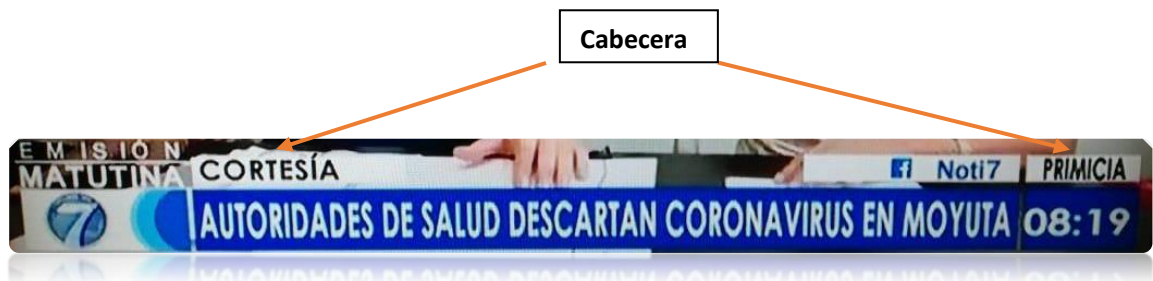 Cabecera
EMISIÓN
MATUTINA
CORTESÍA
Noti7
PRIMICIA
7
AUTORIDADES DE SALUD DESCARTAN CORONAVIRUS EN MOYUTA
08:19